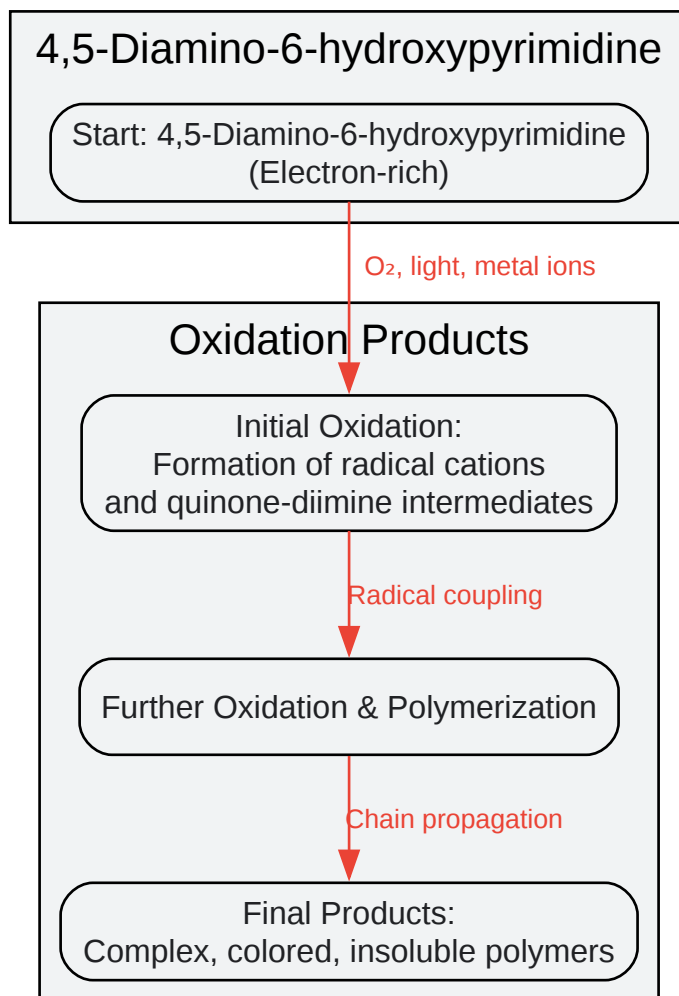 4,5-Diamino-6-hydroxypyrimidine
Start: 4,5-Diamino-6-hydroxypyrimidine
(Electron-rich)
O₂, light, metal ions
Oxidation Products
Initial Oxidation:
Formation of radical cations
and quinone-diimine intermediates
Radical coupling
Further Oxidation & Polymerization
Chain propagation
Final Products:
Complex, colored, insoluble polymers